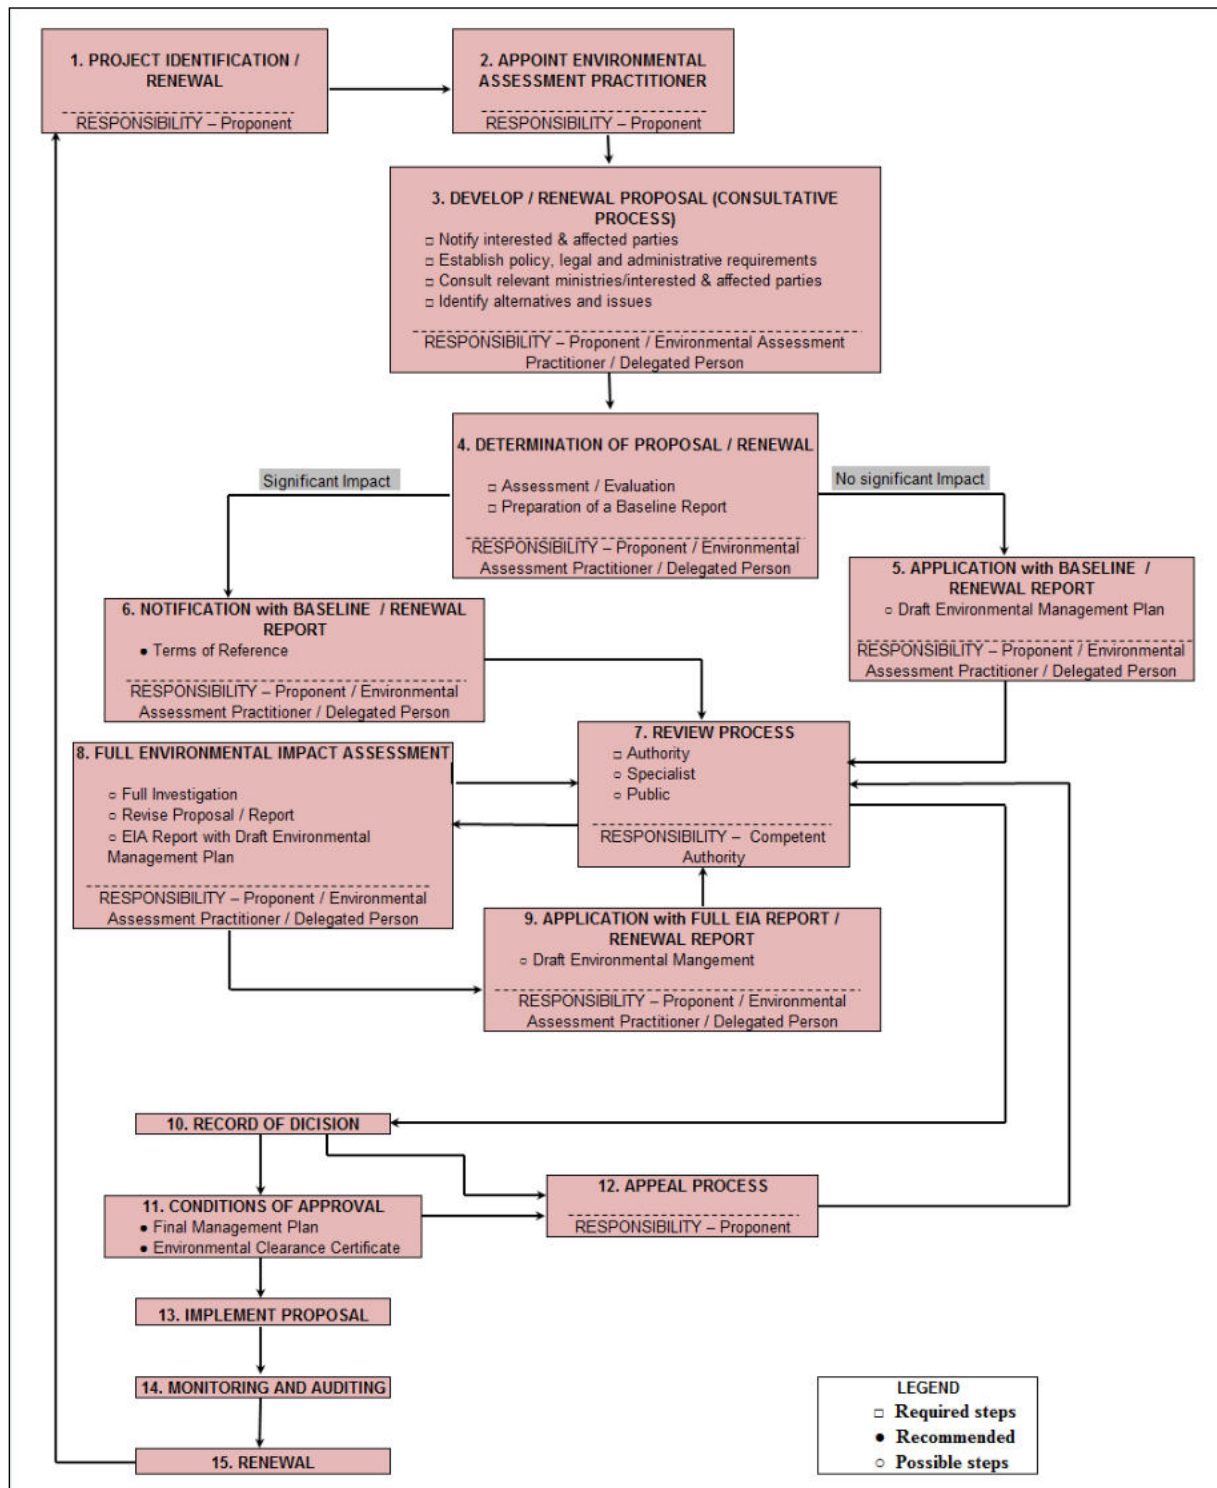 1. PROJECT IDENTIFICATION /
RENEWAL
RESPONSIBILITY – Proponent
2. APPOINT ENVIRONMENTAL
ASSESSMENT PRACTITIONER
RESPONSIBILITY – Proponent
3. DEVELOP / RENEWAL PROPOSAL (CONSULTATIVE
PROCESS)
□ Notify interested & affected parties
□ Establish policy, legal and administrative requirements
□ Consult relevant ministries/interested & affected parties
□ Identify alternatives and issues
RESPONSIBILITY – Proponent / Environmental Assessment
Practitioner / Delegated Person
4. DETERMINATION OF PROPOSAL / RENEWAL
□ Assessment / Evaluation
□ Preparation of a Baseline Report
RESPONSIBILITY – Proponent / Environmental
Assessment Practitioner / Delegated Person
Significant Impact
No significant Impact
5. APPLICATION with BASELINE /
RENEWAL REPORT
○ Draft Environmental Management Plan
RESPONSIBILITY – Proponent / Environmental
Assessment Practitioner / Delegated Person
6. NOTIFICATION with BASELINE / RENEWAL
REPORT
● Terms of Reference
RESPONSIBILITY – Proponent / Environmental
Assessment Practitioner / Delegated Person
7. REVIEW PROCESS
□ Authority
○ Specialist
○ Public
RESPONSIBILITY – Competent
Authority
8. FULL ENVIRONMENTAL IMPACT ASSESSMENT
○ Full Investigation
○ Revise Proposal / Report
○ EIA Report with Draft Environmental
Management Plan
RESPONSIBILITY – Proponent / Environmental
Assessment Practitioner / Delegated Person
9. APPLICATION with FULL EIA REPORT /
RENEWAL REPORT
○ Draft Environmental Mangement
RESPONSIBILITY – Proponent / Environmental
Assessment Practitioner / Delegated Person
10. RECORD OF DICISION
11. CONDITIONS OF APPROVAL
● Final Management Plan
● Environmental Clearance Certificate
12. APPEAL PROCESS
RESPONSIBILITY – Proponent
13. IMPLEMENT PROPOSAL
14. MONITORING AND AUDITING
15. RENEWAL
LEGEND
□ Required steps
● Recommended
○ Possible steps